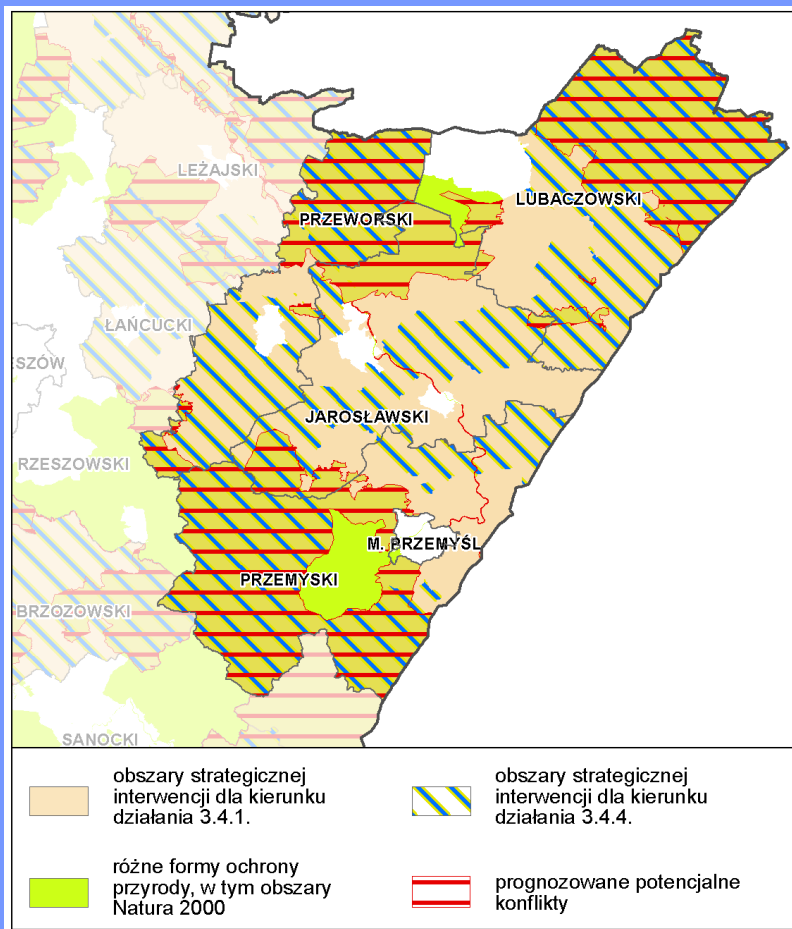 LEŻAJSKI
LUBACZOWSKI
PRZEWORSKI
ŁAŃCUCKI
ESZÓW
JAROSŁAWSKI
RZESZOWSKI
M. PRZEMYŚL
PRZEMYSKI
BRZOZOWSKI
SANOCKI
obszary strategicznej
interwencji dla kierunku
działania 3.4.1.
obszary strategicznej
interwencji dla kierunku
działania 3.4.4.
różne formy ochrony
przyrody, w tym obszary
Natura 2000
prognozowane potencjalne
konflikty